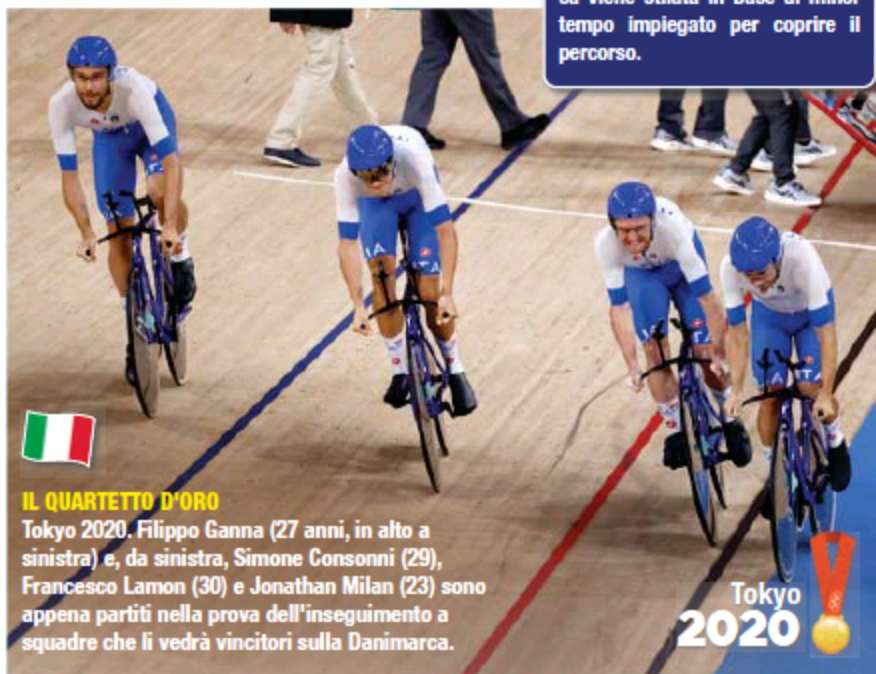 tempo impiegato per coprire il
percorso.
IL QUARTETTO D'ORO
Tokyo 2020. Filippo Ganna (27 anni, in alto a
sinistra) e, da sinistra, Simone Consonni (29),
Francesco Lamon (30) e Jonathan Milan (23) sono
appena partiti nella prova dell'inseguimento a
squadre che li vedrà vincitori sulla Danimarca.
Tokyo
2020